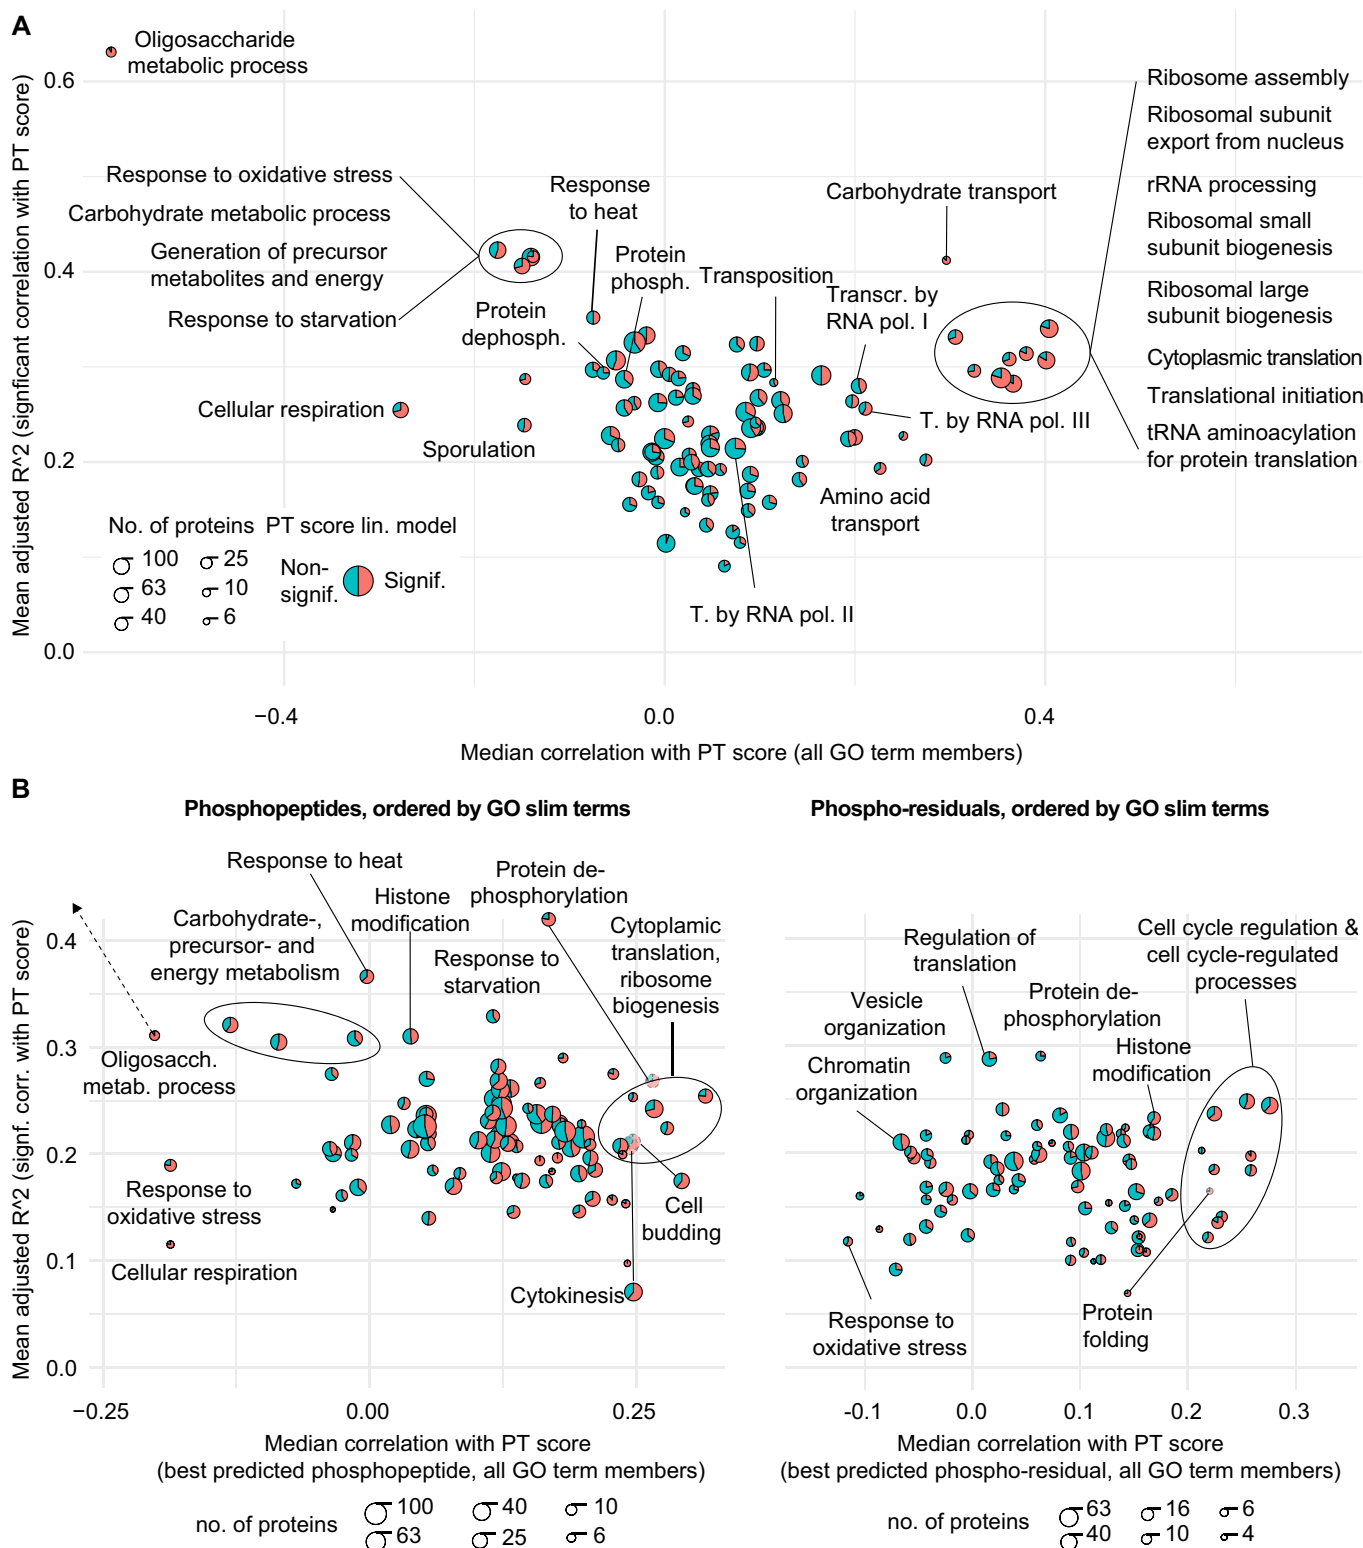 A
Oligosaccharide
metabolic process
Mean adjusted R^2 (significant correlation with PT score)
0.6
0.4
0.2
0.0
Response to oxidative stress
Carbohydrate metabolic process
Generation of precursor
metabolites and energy
Response to starvation
Response
to heat
Protein
phosph.
Transposition
Protein
dephosph.
Carbohydrate transport
Transcr. by
RNA pol. I
Ribosome assembly
Ribosomal subunit
export from nucleus
rRNA processing
Ribosomal small
subunit biogenesis
Ribosomal large
subunit biogenesis
Cytoplasmic translation
Translational initiation
tRNA aminoacylation
for protein translation
Cellular respiration
Sporulation
T. by RNA pol. III
Amino acid
transport
T. by RNA pol. II
No. of proteins
100
63
40
25
10
6
PT score lin. model
Non-
signif.
Signif.
−0.4
0.0
0.4
Median correlation with PT score (all GO term members)
B
Phosphopeptides, ordered by GO slim terms
Mean adjusted R^2 (signf. corr. with PT score)
0.4
0.3
0.2
0.1
0.0
Response to heat
Carbohydrate-,
precursor- and
energy metabolism
Histone
modification
Protein de-
phosphorylation
Response to
starvation
Cytoplamic
translation,
ribosome
biogenesis
Oligosacch.
metab. process
Response to
oxidative stress
Cellular respiration
Cell
budding
Cytokinesis
−0.25
0.00
0.25
Median correlation with PT score
(best predicted phosphopeptide, all GO term members)
no. of proteins
100
63
40
25
10
6
Phospho-residuals, ordered by GO slim terms
Cell cycle regulation &
cell cycle-regulated
processes
Regulation of
translation
Vesicle
organization
Protein de-
phosphorylation
Histone
modification
Chromatin
organization
Response to
oxidative stress
Protein
folding
-0.1
0.0
0.1
0.2
0.3
Median correlation with PT score
(best predicted phospho-residual, all GO term members)
no. of proteins
63
40
16
10
6
4